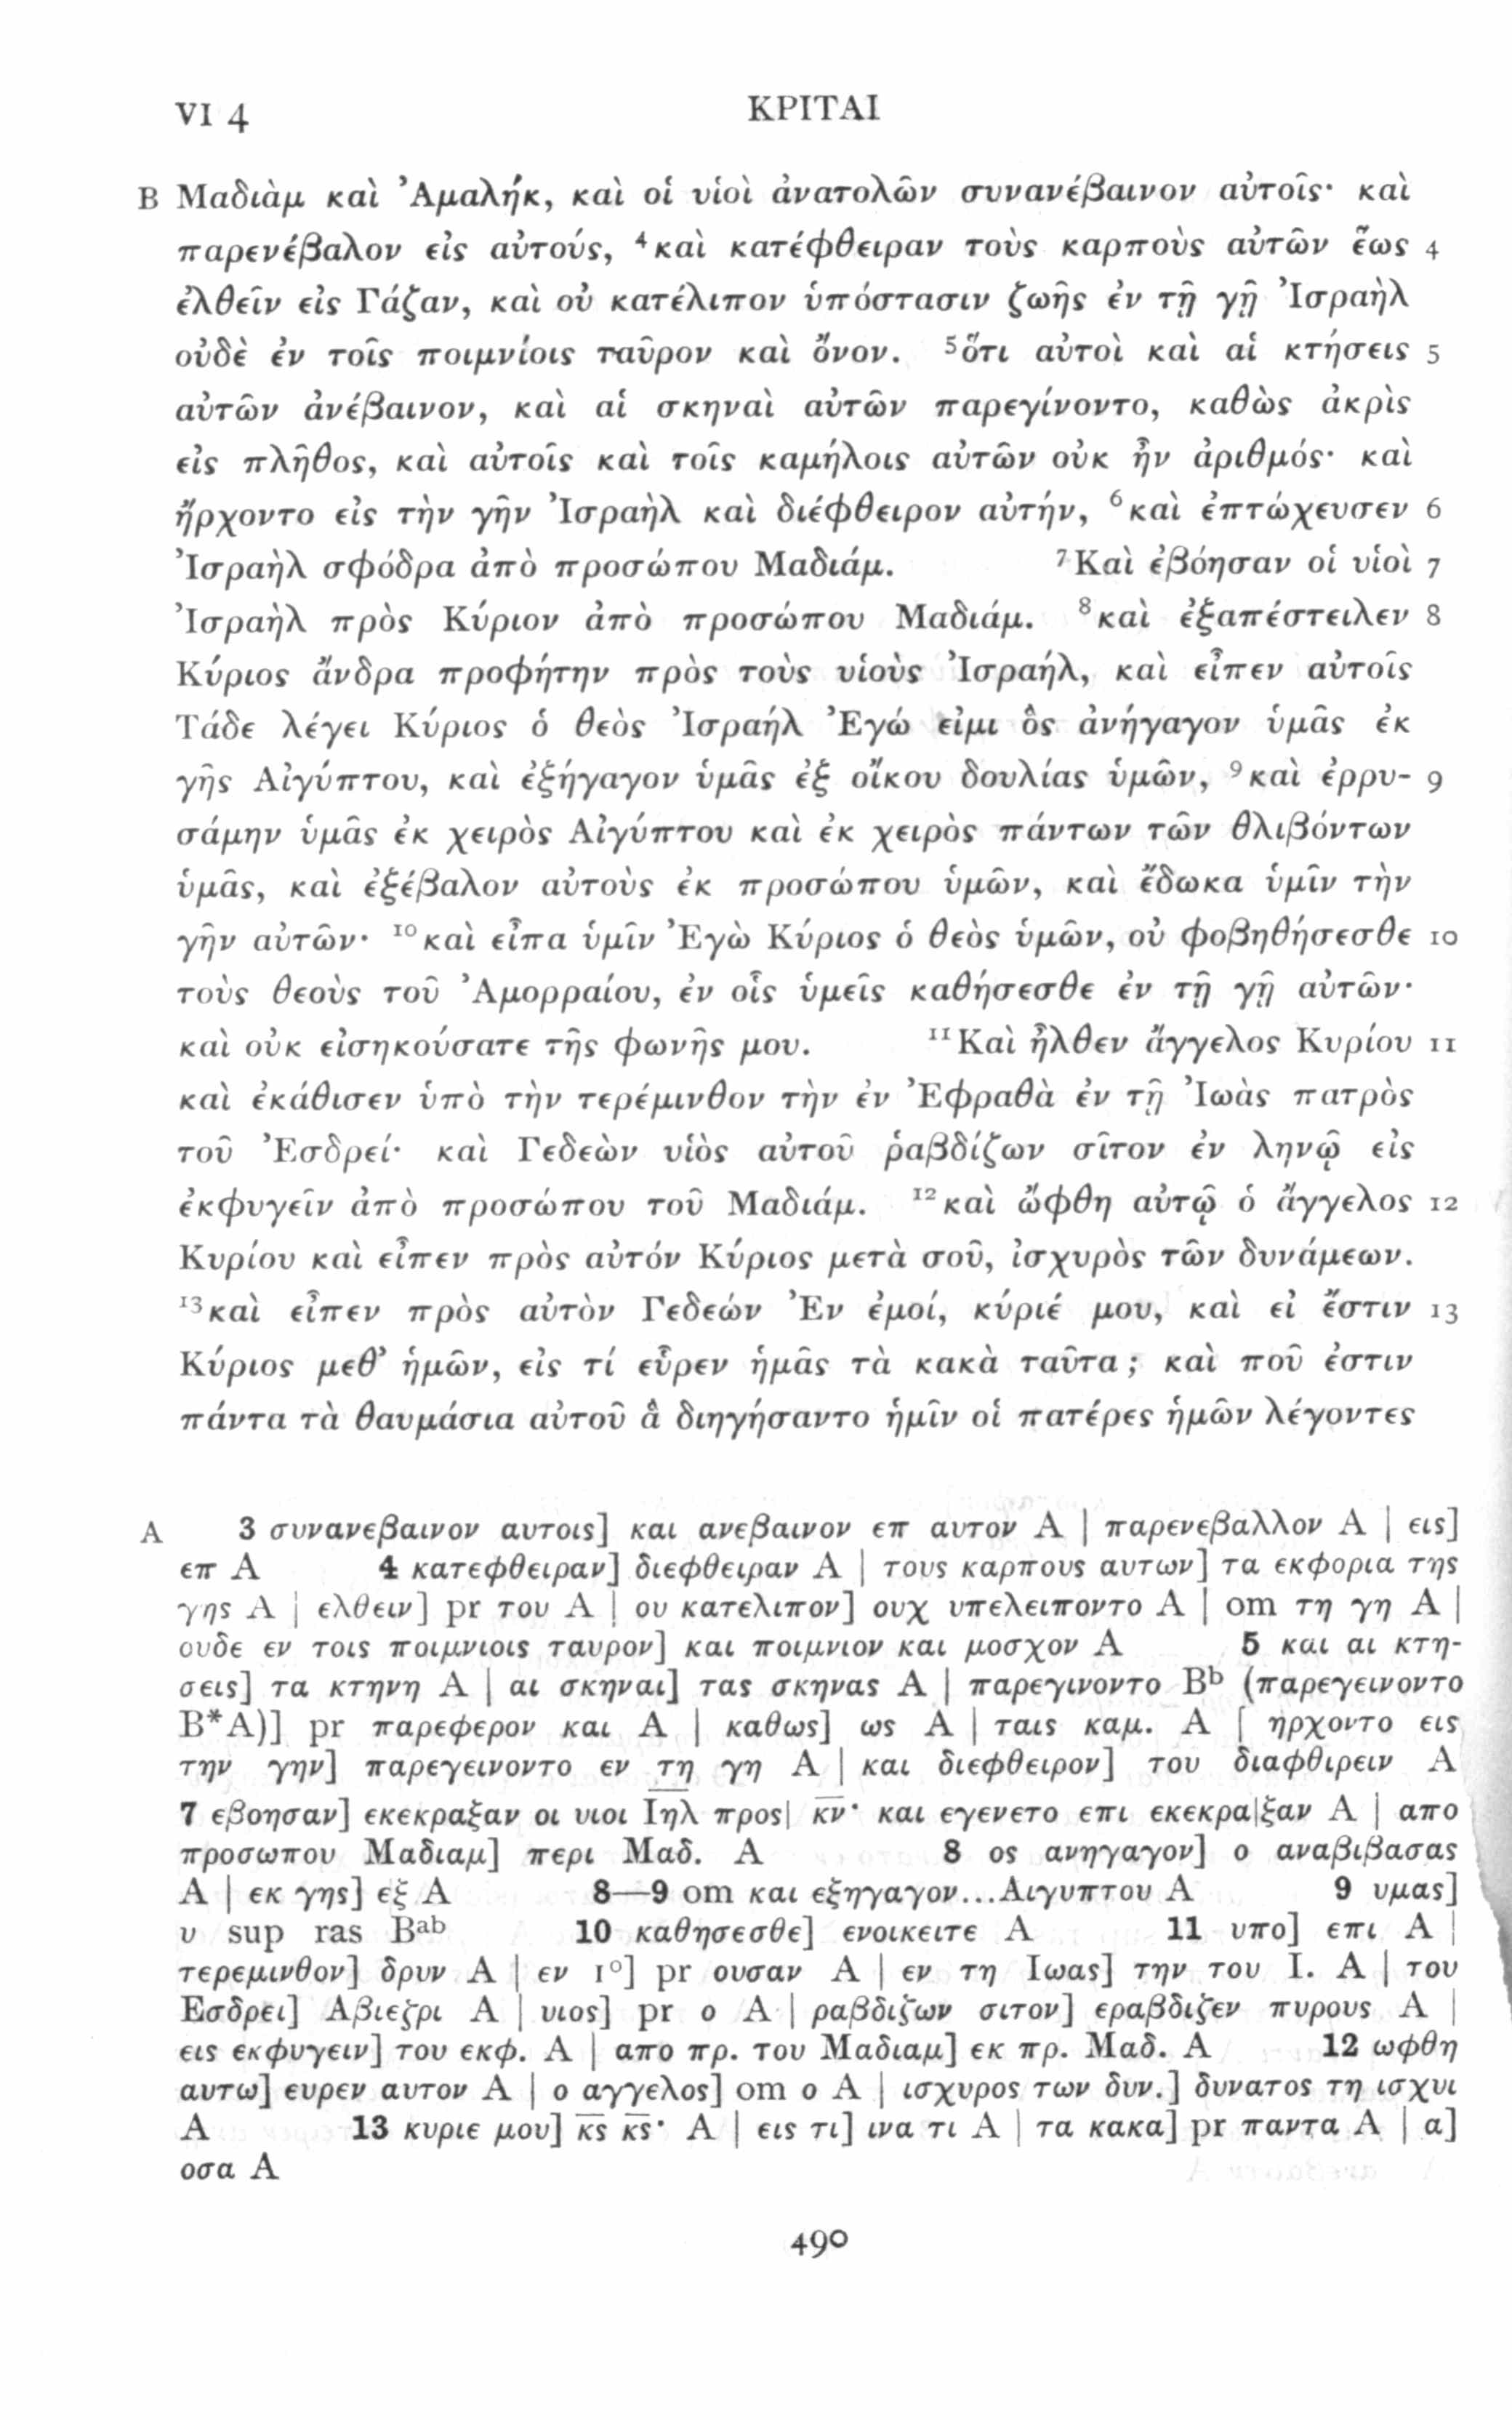 VI 4 ΚΡΙΤΑΙ
B Μαδιὰμ καὶ Ἀμαλήκ, καὶ οἱ υἱοὶ ἀνατολῶν συνανέβαινον αὐτοῖς· καὶ
παρενέβαλον εἰς αὐτούς, ⁴καὶ κατέφθειραν τοὺς καρποὺς αὐτῶν ἕως 4
ἐλθεῖν εἰς Γάζαν, καὶ οὐ κατέλιπον ὑπόστασιν ζωῆς ἐν τῇ γῇ Ἰσραὴλ
οὐδὲ ἐν τοῖς ποιμνίοις ταῦρον καὶ ὄνον. ⁵ὅτι αὐτοὶ καὶ αἱ κτήσεις 5
αὐτῶν ἀνέβαινον, καὶ αἱ σκηναὶ αὐτῶν παρεγίνοντο, καθὼς ἀκρὶς
εἰς πλῆθος, καὶ αὐτοῖς καὶ τοῖς καμήλοις αὐτῶν οὐκ ἦν ἀριθμός· καὶ
ἤρχοντο εἰς τὴν γῆν Ἰσραὴλ καὶ διέφθειρον αὐτήν, ⁶καὶ ἐπτώχευσεν 6
Ἰσραὴλ σφόδρα ἀπὸ προσώπου Μαδιάμ. ⁷Καὶ ἐβόησαν οἱ υἱοὶ 7
Ἰσραὴλ πρὸς Κύριον ἀπὸ προσώπου Μαδιάμ. ⁸καὶ ἐξαπέστειλεν 8
Κύριος ἄνδρα προφήτην πρὸς τοὺς υἱοὺς Ἰσραήλ, καὶ εἶπεν αὐτοῖς
Τάδε λέγει Κύριος ὁ θεὸς Ἰσραήλ Ἐγώ εἰμι ὃς ἀνήγαγον ὑμᾶς ἐκ
γῆς Αἰγύπτου, καὶ ἐξήγαγον ὑμᾶς ἐξ οἴκου δουλίας ὑμῶν, ⁹καὶ ἐρρυ- 9
σάμην ὑμᾶς ἐκ χειρὸς Αἰγύπτου καὶ ἐκ χειρὸς πάντων τῶν θλιβόντων
ὑμᾶς, καὶ ἐξέβαλον αὐτοὺς ἐκ προσώπου ὑμῶν, καὶ ἔδωκα ὑμῖν τὴν
γῆν αὐτῶν· ¹⁰καὶ εἶπα ὑμῖν Ἐγὼ Κύριος ὁ θεὸς ὑμῶν, οὐ φοβηθήσεσθε 10
τοὺς θεοὺς τοῦ Ἀμορραίου, ἐν οἷς ὑμεῖς καθήσεσθε ἐν τῇ γῇ αὐτῶν·
καὶ οὐκ εἰσηκούσατε τῆς φωνῆς μου. ¹¹Καὶ ἦλθεν ἄγγελος Κυρίου 11
καὶ ἐκάθισεν ὑπὸ τὴν τερέμινθον τὴν ἐν Ἐφραθὰ ἐν τῇ Ἰωὰς πατρὸς
τοῦ Ἐσδρεί· καὶ Γεδεὼν υἱὸς αὐτοῦ ῥαβδίζων σῖτον ἐν ληνῷ εἰς
ἐκφυγεῖν ἀπὸ προσώπου τοῦ Μαδιάμ. ¹²καὶ ὤφθη αὐτῷ ὁ ἄγγελος 12
Κυρίου καὶ εἶπεν πρὸς αὐτόν Κύριος μετὰ σοῦ, ἰσχυρὸς τῶν δυνάμεων.
¹³καὶ εἶπεν πρὸς αὐτὸν Γεδεών Ἐν ἐμοί, κύριέ μου, καὶ εἰ ἔστιν 13
Κύριος μεθ᾽ ἡμῶν, εἰς τί εὗρεν ἡμᾶς τὰ κακὰ ταῦτα; καὶ ποῦ ἐστιν
πάντα τὰ θαυμάσια αὐτοῦ ἃ διηγήσαντο ἡμῖν οἱ πατέρες ἡμῶν λέγοντες
A 3 συνανεβαινον αυτοις] και ανεβαινον επ αυτον A | παρενεβαλλον A | εις]
επ A 4 κατεφθειραν] διεφθειραν A | τους καρπους αυτων] τα εκφορια της
γης A | ελθειν] pr του A | ου κατελιπον] ουχ υπελειποντο A | om τη γη A |
ουδε εν τοις ποιμνιοις ταυρον] και ποιμνιον και μοσχον A 5 και αι κτη-
σεις] τα κτηνη A | αι σκηναι] τας σκηνας A | παρεγινοντο Bᵇ (παρεγεινοντο
B*A)] pr παρεφερον και A | καθως] ως A | ταις καμ. A | ηρχοντο εις
την γην] παρεγεινοντο εν τη γη A | και διεφθειρον] του διαφθιρειν A
7 εβοησαν] εκεκραξαν οι υιοι Ιη̅λ̅ προς| κ̅ν̅· και εγενετο επι εκεκρα|ξαν A | απο
προσωπου Μαδιαμ] περι Μαδ. A 8 ος ανηγαγον] ο αναβιβασας
A | εκ γης] εξ A 8—9 om και εξηγαγον...Αιγυπτου A 9 υμας]
υ sup ras Bᵃᵇ 10 καθησεσθε] ενοικειτε A 11 υπο] επι A |
τερεμινθον] δρυν A | εν 1º] pr ουσαν A | εν τη Ιωας] την του Ι. A | του
Εσδρει] Αβιεζρι A | υιος] pr ο A | ραβδιζων σιτον] εραβδιζεν πυρους A |
εις εκφυγειν] του εκφ. A | απο πρ. του Μαδιαμ] εκ πρ. Μαδ. A 12 ωφθη
αυτω] ευρεν αυτον A | ο αγγελος] om ο A | ισχυρος των δυν.] δυνατος τη ισχυι
A 13 κυριε μου] κ̅ς̅ κ̅ς̅· A | εις τι] ινα τι A | τα κακα] pr παντα A | α]
οσα A
490